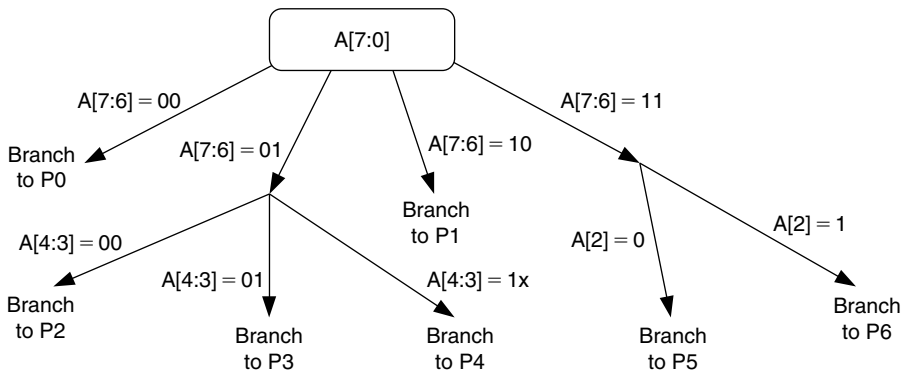 A[7:0]
A[7:6] = 00
A[7:6] = 11
A[7:6] = 01
A[7:6] = 10
Branch
to P0
Branch
to P1
A[4:3] = 00
A[4:3] = 01
A[4:3] = 1x
A[2] = 0
A[2] = 1
Branch
to P2
Branch
to P3
Branch
to P4
Branch
to P5
Branch
to P6